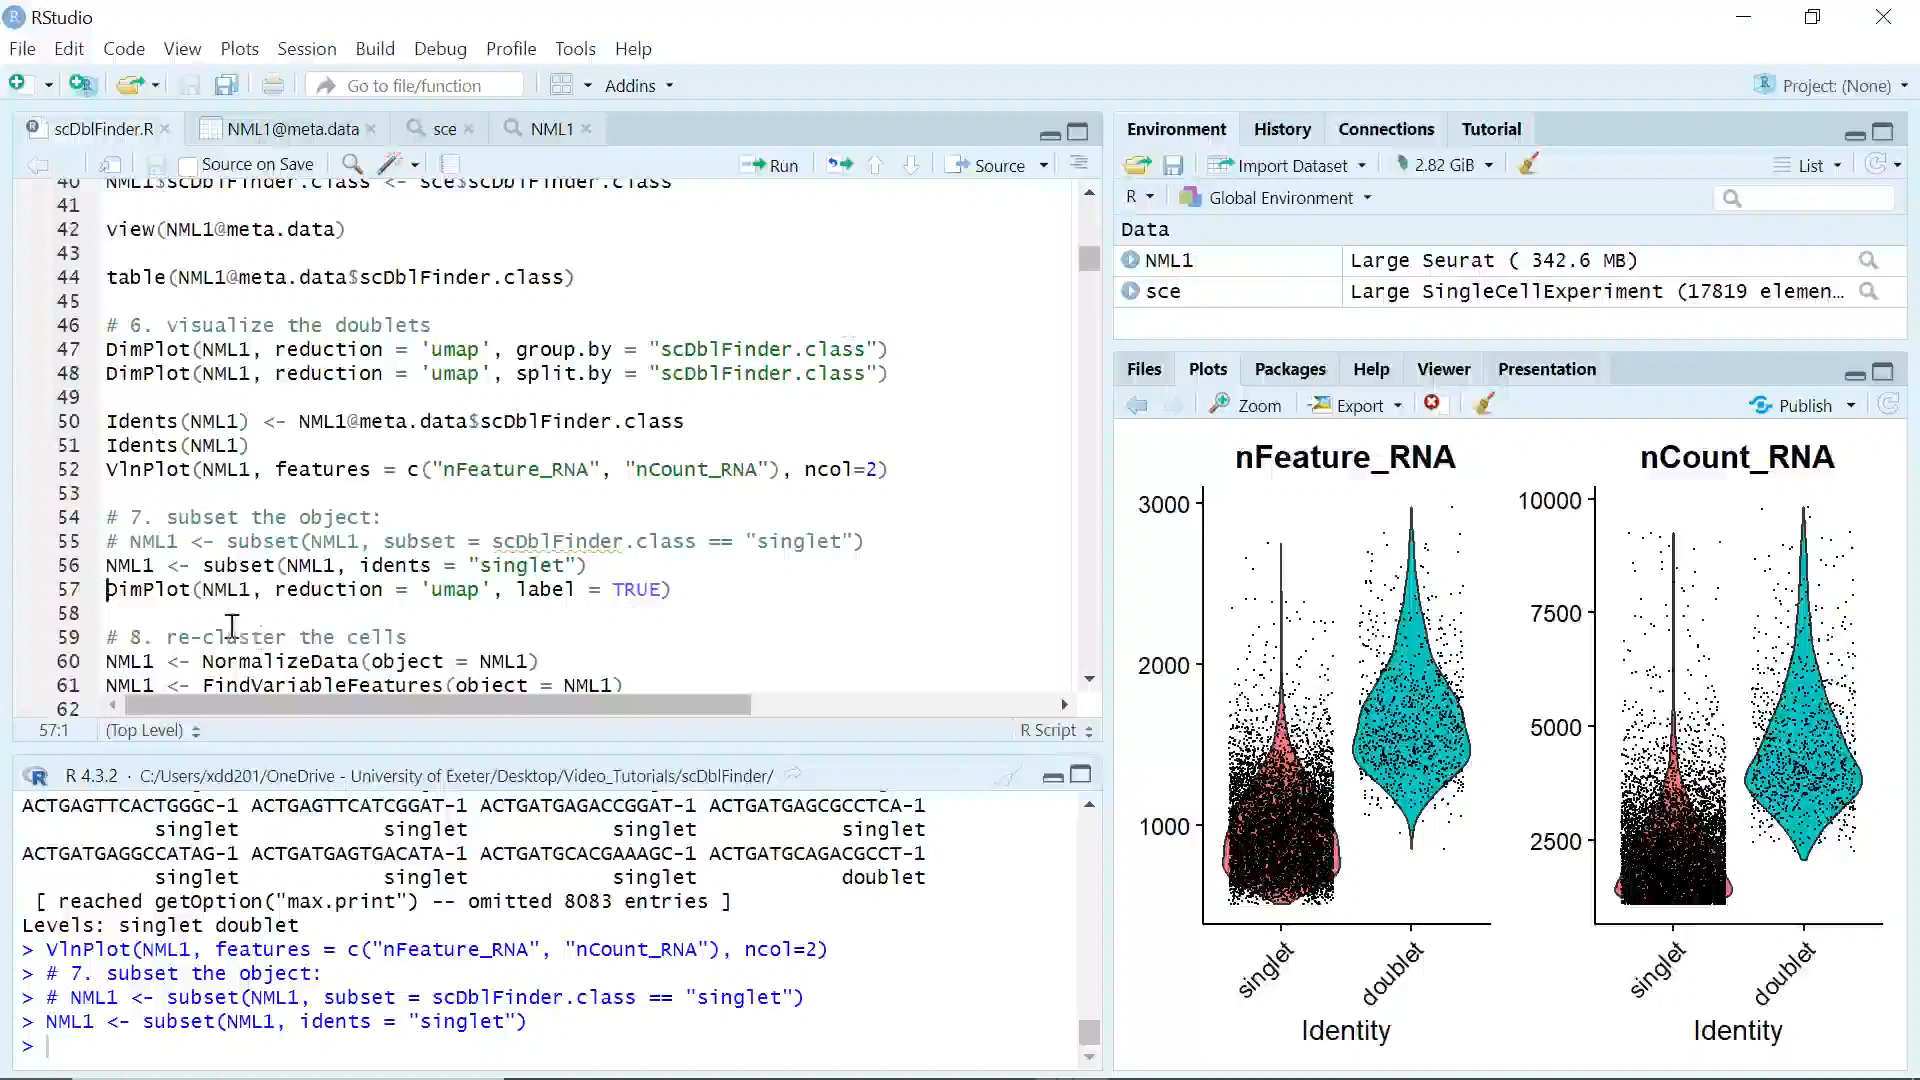 RStudio
File Edit Code View Plots Session Build Debug Profile Tools Help
Go to file/function Addins Project: (None)
scDblFinder.R NML1@meta.data sce NML1
Source on Save Run Source
40 NML1$scDblFinder.class <- sce$scDblFinder.class
41
42 view(NML1@meta.data)
43
44 table(NML1@meta.data$scDblFinder.class)
45
46 # 6. visualize the doublets
47 DimPlot(NML1, reduction = 'umap', group.by = "scDblFinder.class")
48 DimPlot(NML1, reduction = 'umap', split.by = "scDblFinder.class")
49
50 Idents(NML1) <- NML1@meta.data$scDblFinder.class
51 Idents(NML1)
52 VlnPlot(NML1, features = c("nFeature_RNA", "nCount_RNA"), ncol=2)
53
54 # 7. subset the object:
55 # NML1 <- subset(NML1, subset = scDblFinder.class == "singlet")
56 NML1 <- subset(NML1, idents = "singlet")
57 DimPlot(NML1, reduction = 'umap', label = TRUE)
58
59 # 8. re-cluster the cells
60 NML1 <- NormalizeData(object = NML1)
61 NML1 <- FindVariableFeatures(object = NML1)
62
57:1 (Top Level) R Script
R 4.3.2 · C:/Users/xdd201/OneDrive - University of Exeter/Desktop/Video_Tutorials/scDblFinder/
ACTGAGTTCACTGGGC-1 ACTGAGTTCATCGGAT-1 ACTGATGAGACCGGAT-1 ACTGATGAGCGCCTCA-1
singlet singlet singlet singlet
ACTGATGAGGCCATAG-1 ACTGATGAGTGACATA-1 ACTGATGCACGAAAGC-1 ACTGATGCAGACGCCT-1
singlet singlet singlet doublet
[ reached getOption("max.print") -- omitted 8083 entries ]
Levels: singlet doublet
> VlnPlot(NML1, features = c("nFeature_RNA", "nCount_RNA"), ncol=2)
> # 7. subset the object:
> # NML1 <- subset(NML1, subset = scDblFinder.class == "singlet")
> NML1 <- subset(NML1, idents = "singlet")
>
Environment History Connections Tutorial
Import Dataset 2.82 GiB List
R Global Environment
Data
NML1 Large Seurat ( 342.6 MB)
sce Large SingleCellExperiment (17819 elemen…
Files Plots Packages Help Viewer Presentation
Zoom Export Publish
nFeature_RNA nCount_RNA
3000
2000
1000
singlet doublet
Identity
10000
7500
5000
2500
singlet doublet
Identity